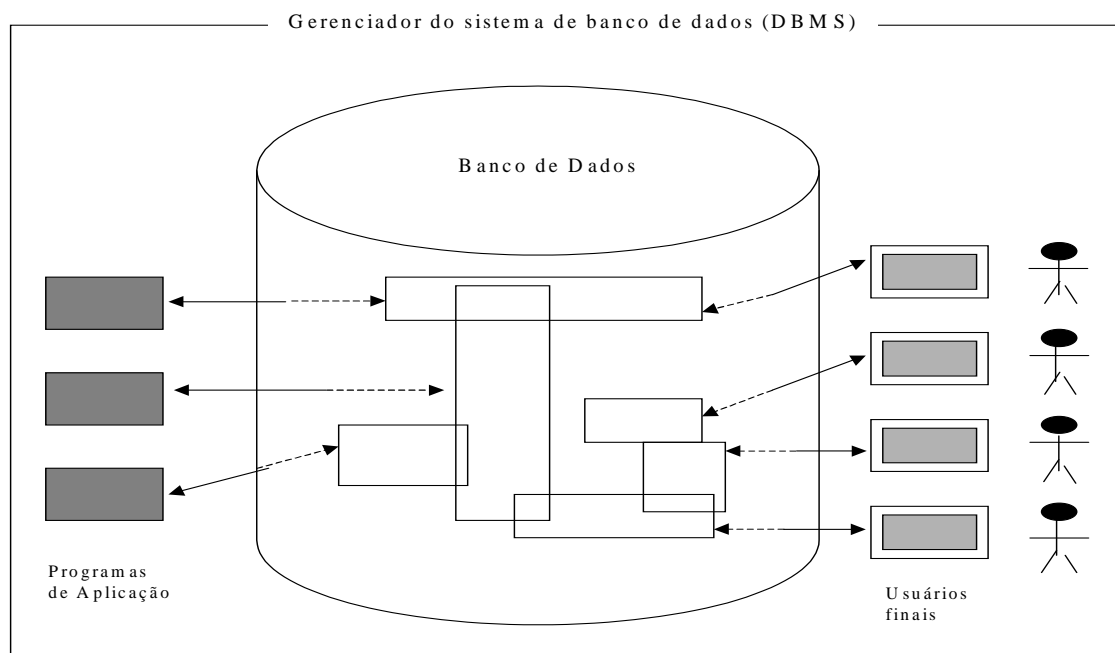 Gerenciador do sistema de banco de dados (DBMS)
Banco de Dados
Programas
de Aplicação
Usuários
finais